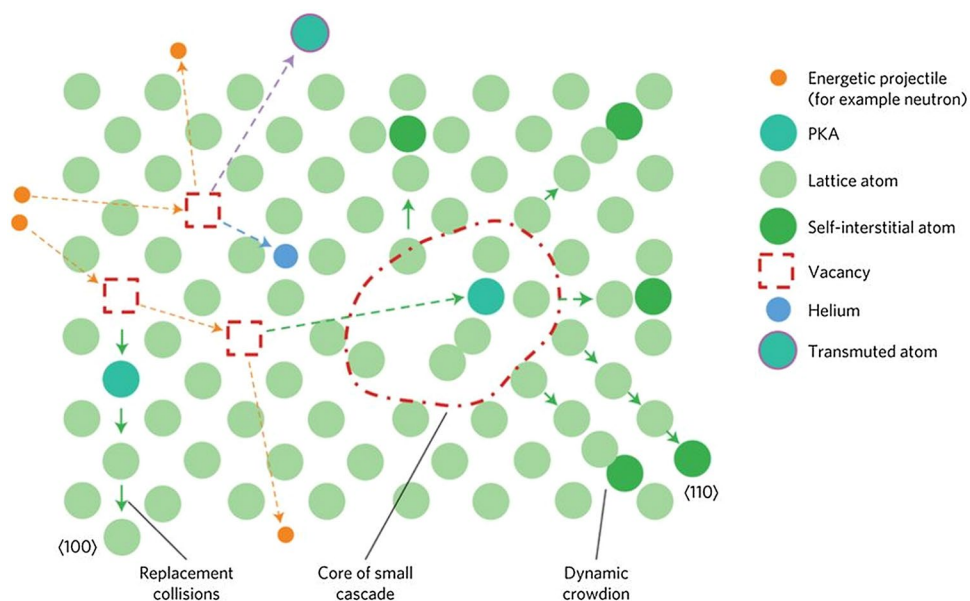 Energetic projectile
(for example neutron)
PKA
Lattice atom
Self-interstitial atom
Vacancy
Helium
Transmuted atom
⟨110⟩
⟨100⟩
Replacement
collisions
Core of small
cascade
Dynamic
crowdion